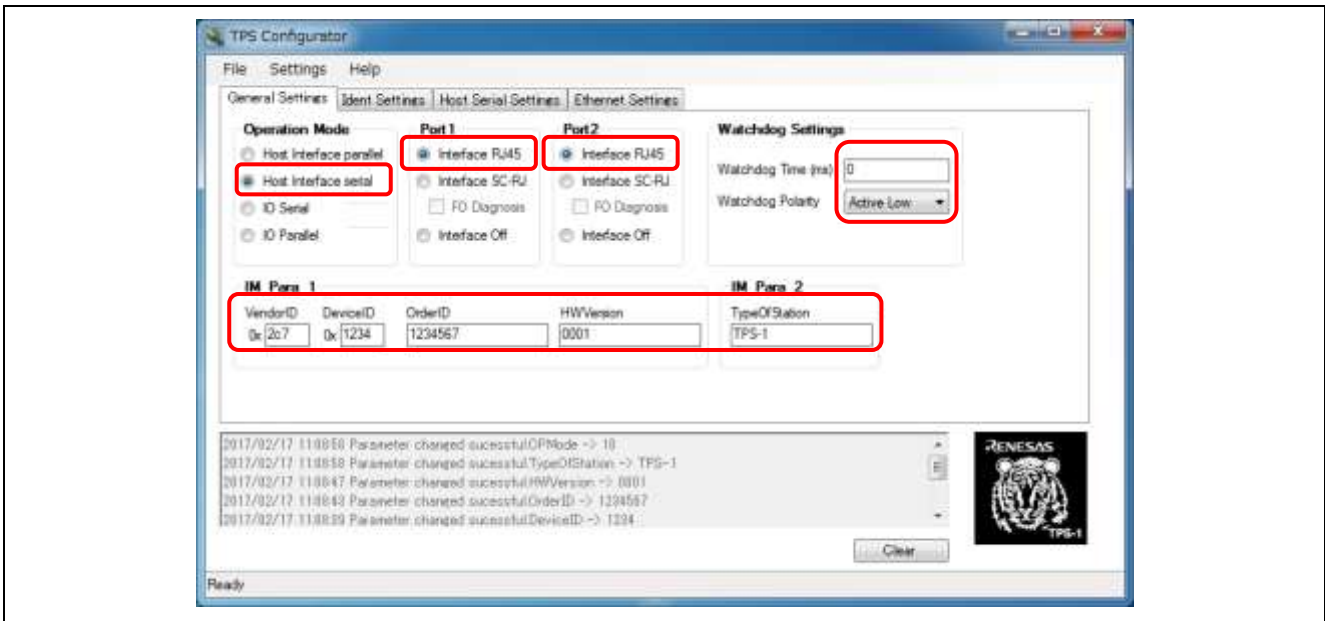 TPS Configurator
File Settings Help
General Settings Ident Settings Host Serial Settings Ethernet Settings
Operation Mode Port1 Port2 Watchdog Settings
Host Interface parallel Interface RJ45 Interface RJ45
Watchdog Time (ms) 0
Host Interface serial Interface SC-RJ Interface SC-RJ
IO Serial FO Diagnosis FO Diagnosis Watchdog Polarity Active Low
IO Parallel Interface Off Interface Off
IM Para 1 IM Para 2
VendorID DeviceID OrderID HWVersion TypeOfStation
0x 2c7 0x 1234 1234567 0001 TPS-1
2017/02/17 Parameter changed sucessful.OPMode -> 18
2017/02/17 Parameter changed sucessful.TypeOfStation -> TPS-1
2017/02/17 Parameter changed sucessful.HWVersion -> 0001
2017/02/17 Parameter changed sucessful.OrderID -> 1234567
2017/02/17 Parameter changed sucessful.DeviceID -> 1234
RENESAS
TPS-1
Clear
Ready